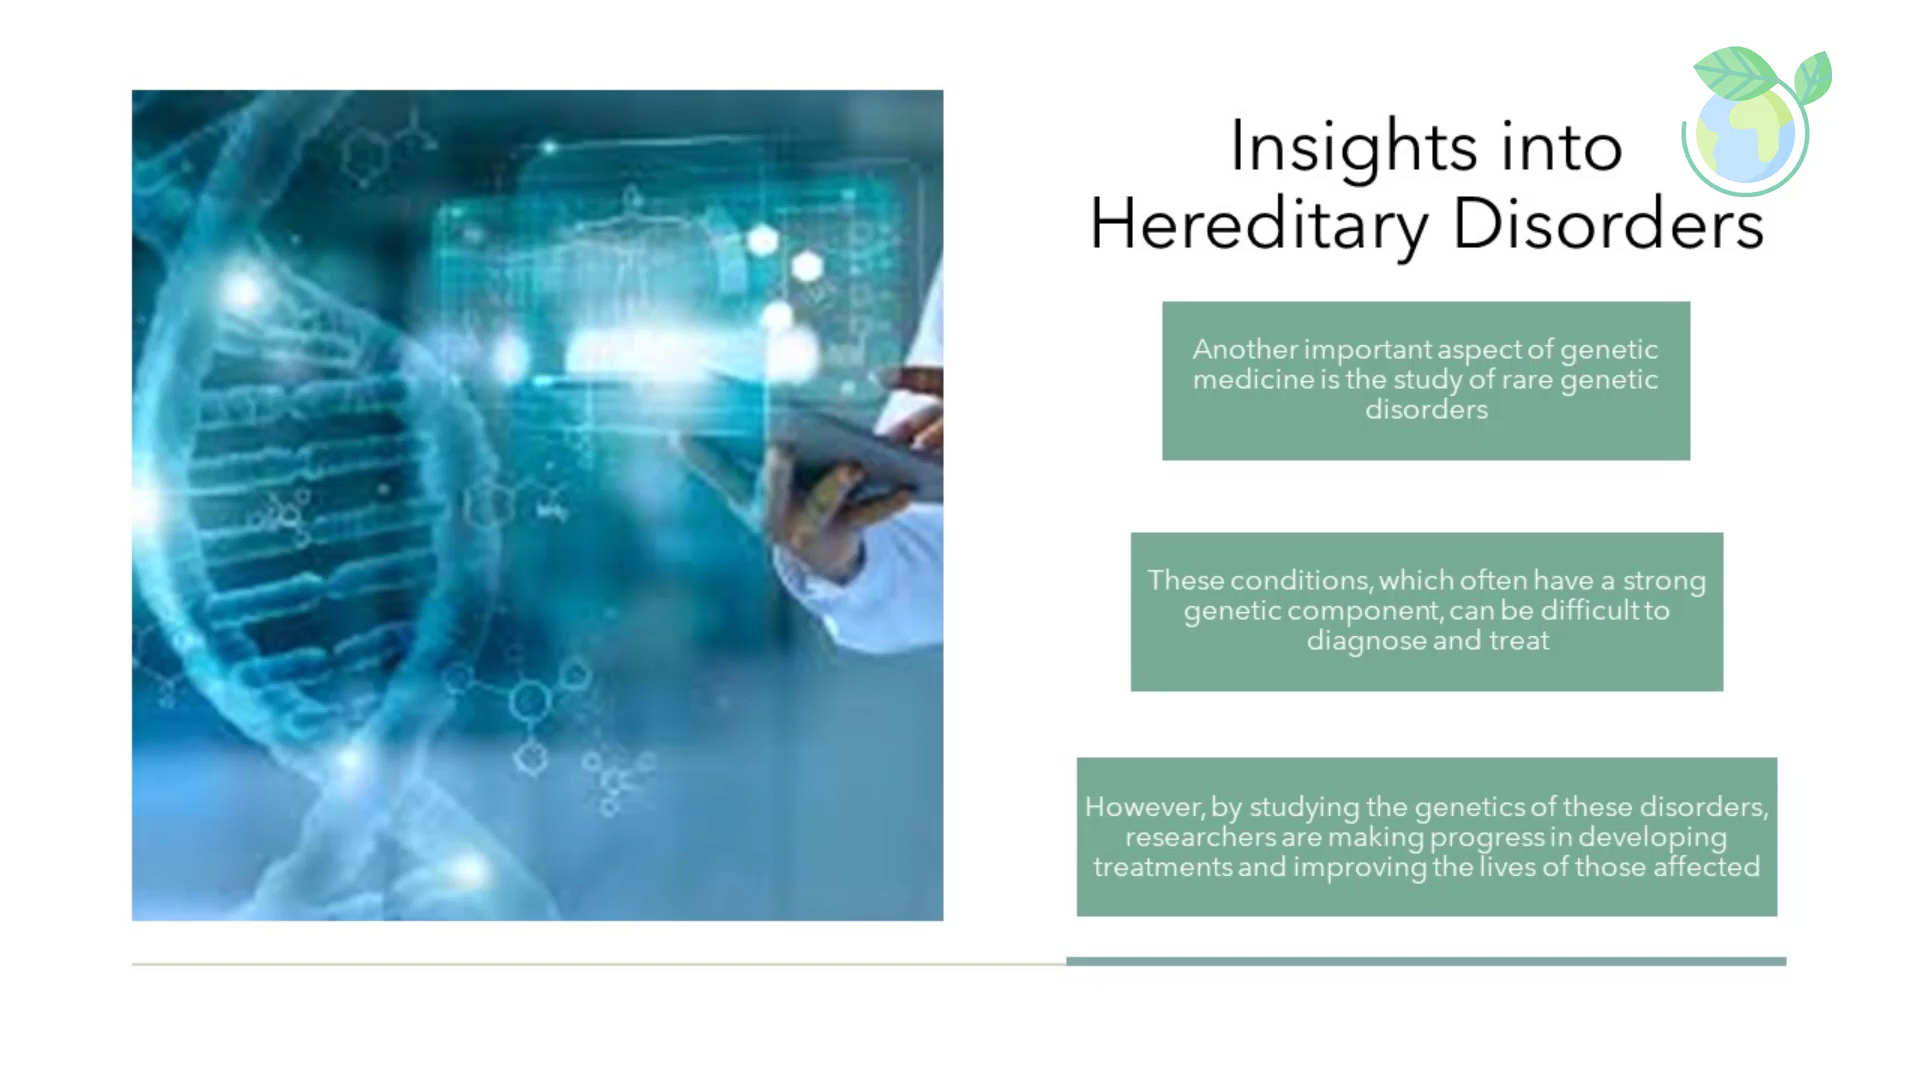 Insights into
Hereditary Disorders
Another important aspect of genetic
medicine is the study of rare genetic
disorders
These conditions, which often have a strong
genetic component, can be difficult to
diagnose and treat
However, by studying the genetics of these disorders,
researchers are making progress in developing
treatments and improving the lives of those affected